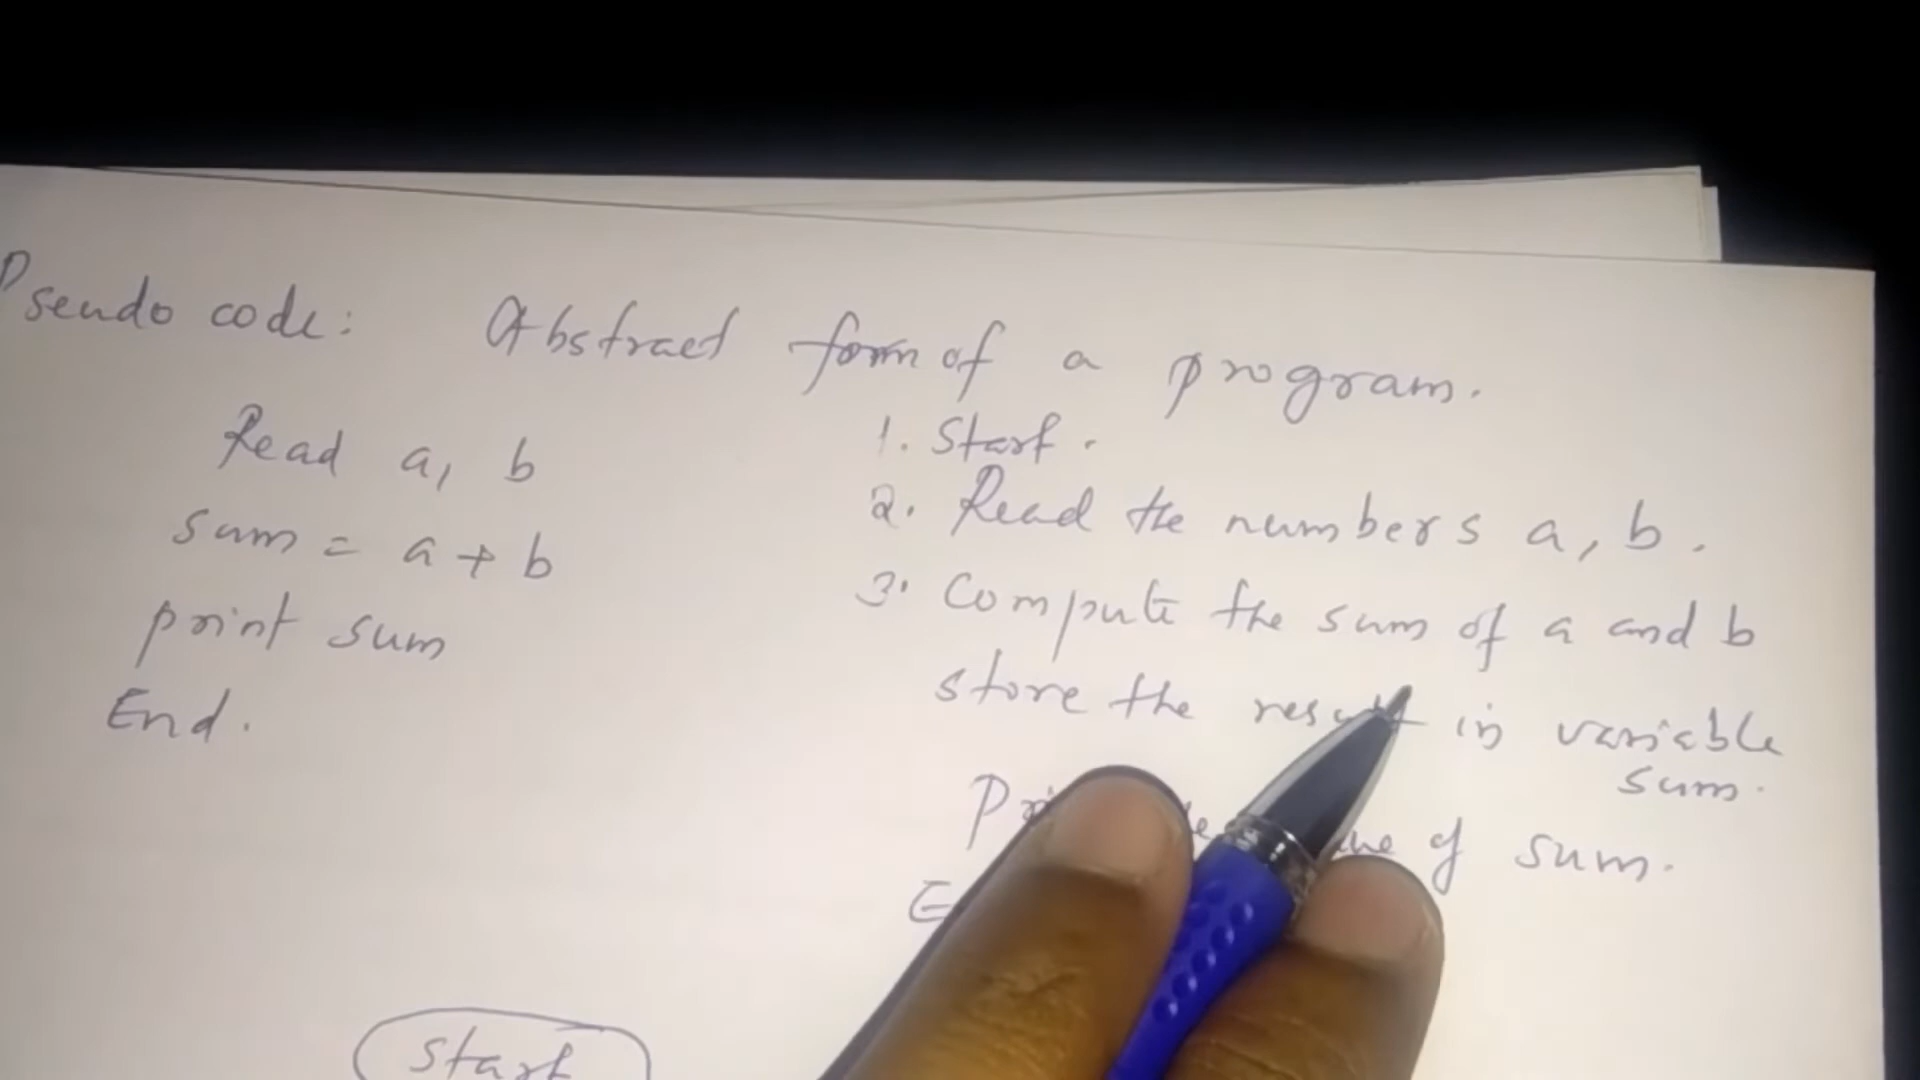 Pseudo code: Abstract form of a program.
Read a, b
sum = a + b
print sum
End.
1. Start.
2. Read the numbers a, b.
3. Compute the sum of a and b
store the result in variable
sum.
of sum.
start